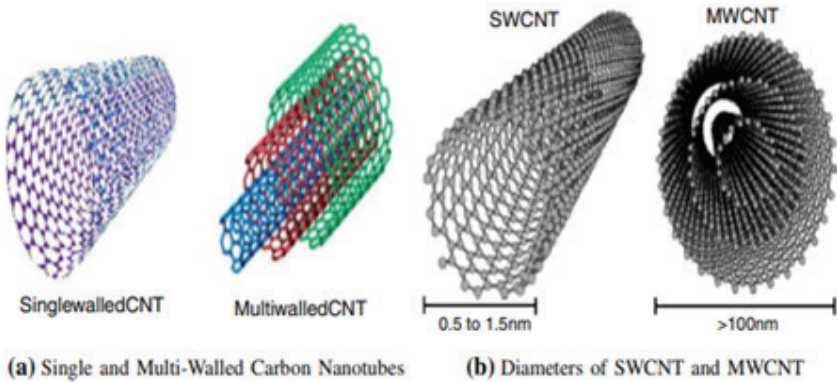 SWCNT
MWCNT
SinglewalledCNT
MultiwalledCNT
0.5 to 1.5nm
>100nm
(a) Single and Multi-Walled Carbon Nanotubes
(b) Diameters of SWCNT and MWCNT